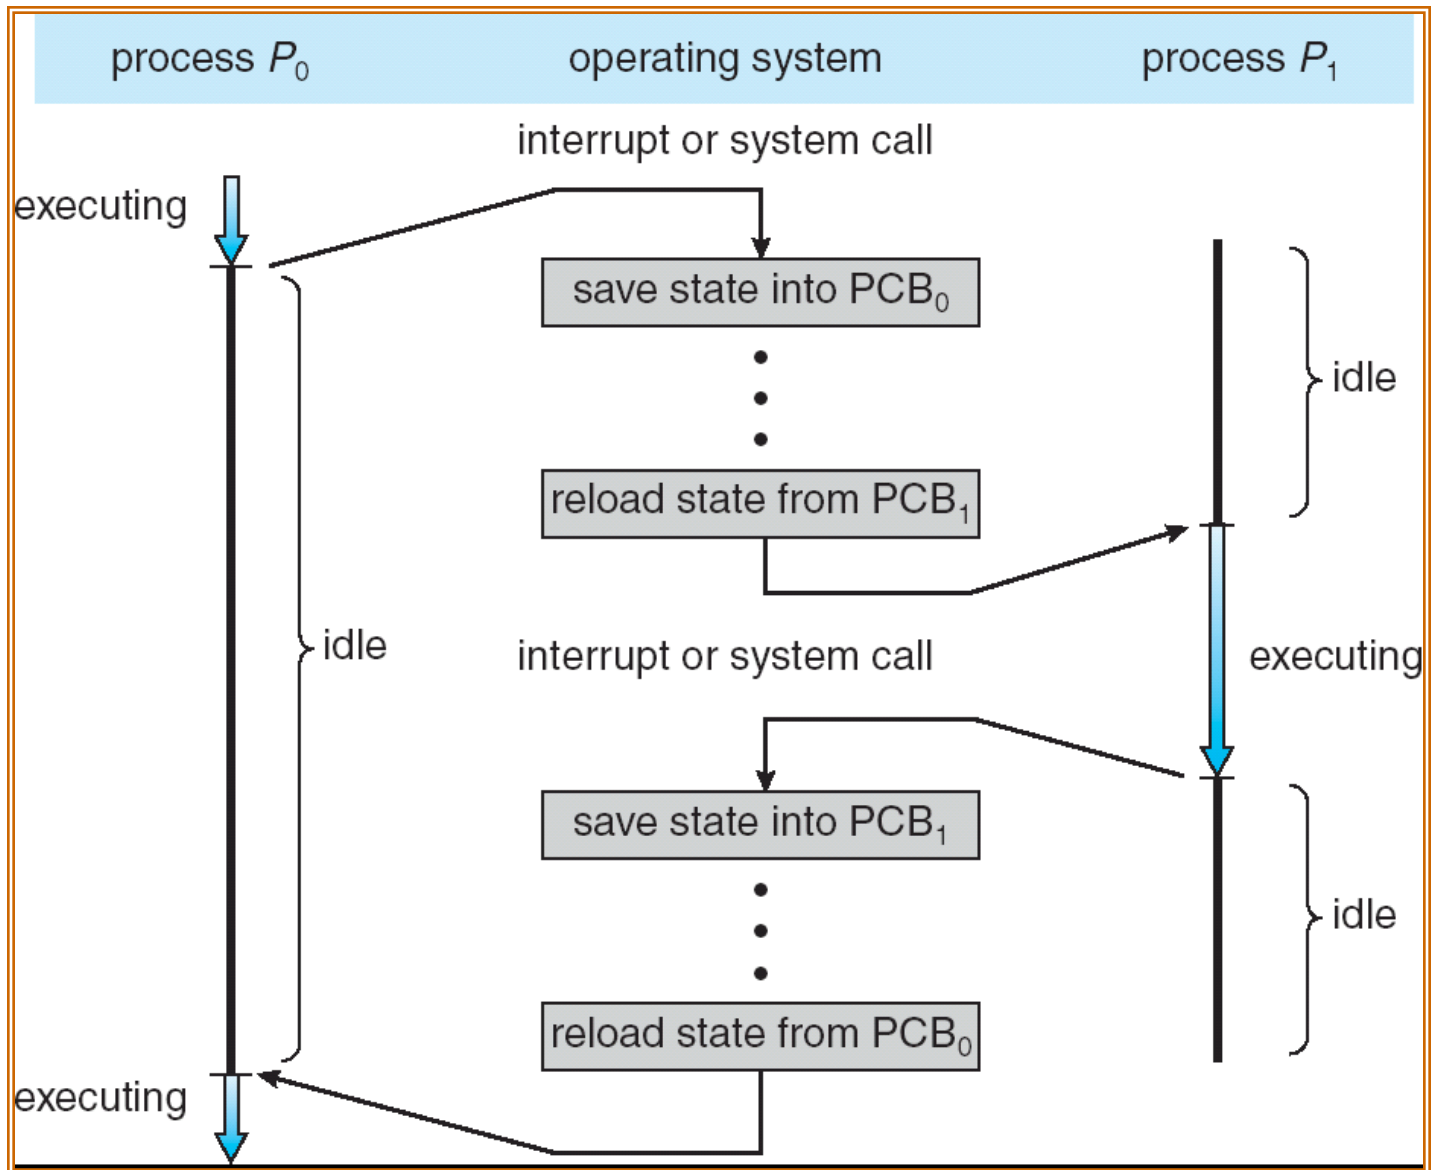 process P₀
operating system
process P₁
interrupt or system call
executing
save state into PCB₀
idle
reload state from PCB₁
idle
interrupt or system call
executing
save state into PCB₁
idle
reload state from PCB₀
executing